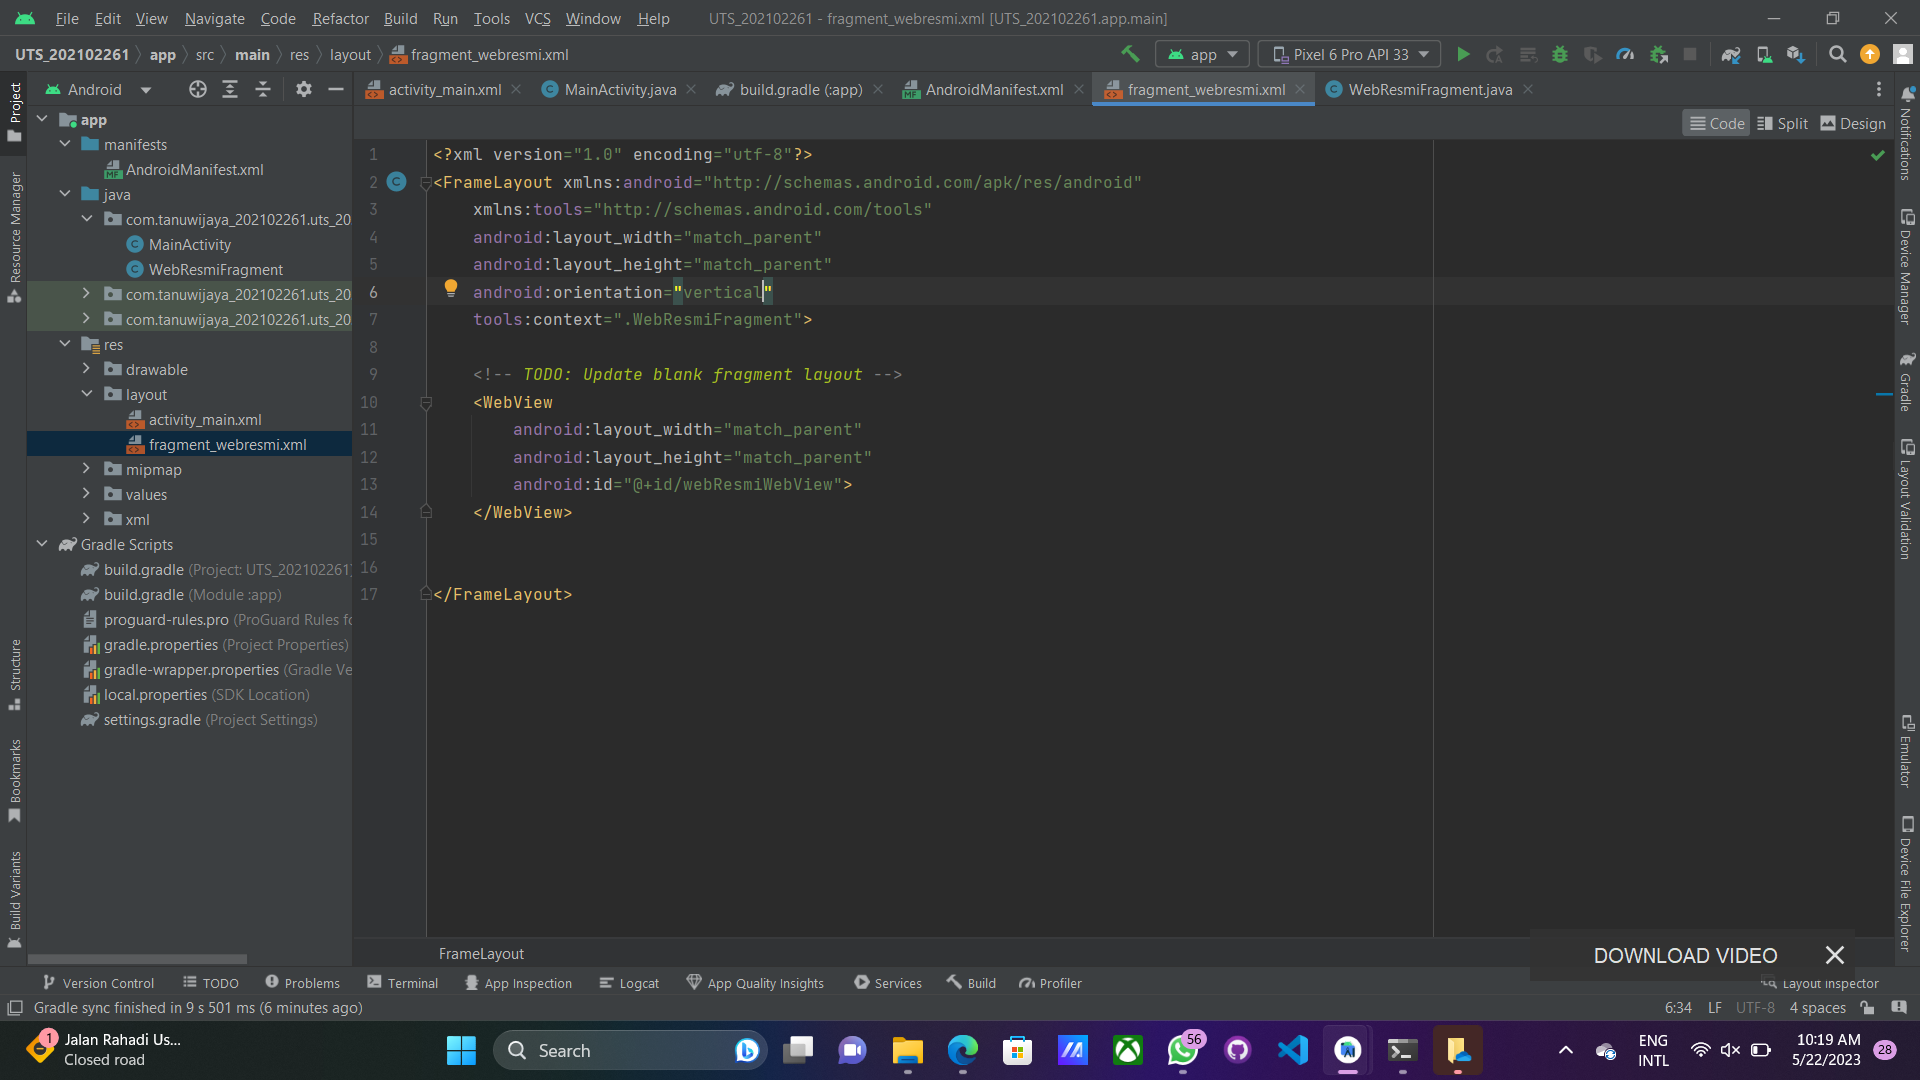 File Edit View Navigate Code Refactor Build Run Tools VCS Window Help UTS_202102261 - fragment_webresmi.xml [UTS_202102261.app.main]
UTS_202102261 app src main res layout fragment_webresmi.xml app Pixel 6 Pro API 33
Android activity_main.xml MainActivity.java build.gradle (:app) AndroidManifest.xml fragment_webresmi.xml WebResmiFragment.java
Code Split Design
Project
Resource Manager
Structure
Bookmarks
Build Variants
app
manifests
AndroidManifest.xml
java
com.tanuwijaya_202102261.uts_20
MainActivity
WebResmiFragment
com.tanuwijaya_202102261.uts_20
com.tanuwijaya_202102261.uts_20
res
drawable
layout
activity_main.xml
fragment_webresmi.xml
mipmap
values
xml
Gradle Scripts
build.gradle (Project: UTS_202102261)
build.gradle (Module :app)
proguard-rules.pro (ProGuard Rules fo
gradle.properties (Project Properties)
gradle-wrapper.properties (Gradle Ve
local.properties (SDK Location)
settings.gradle (Project Settings)
1 <?xml version="1.0" encoding="utf-8"?>
2 <FrameLayout xmlns:android="http://schemas.android.com/apk/res/android"
3 xmlns:tools="http://schemas.android.com/tools"
4 android:layout_width="match_parent"
5 android:layout_height="match_parent"
6 android:orientation="vertical"
7 tools:context=".WebResmiFragment">
8
9 <!-- TODO: Update blank fragment layout -->
10 <WebView
11 android:layout_width="match_parent"
12 android:layout_height="match_parent"
13 android:id="@+id/webResmiWebView">
14 </WebView>
15
16
17 </FrameLayout>
FrameLayout
Notifications
Device Manager
Gradle
Layout Validation
Emulator
Device File Explorer
DOWNLOAD VIDEO
Version Control TODO Problems Terminal App Inspection Logcat App Quality Insights Services Build Profiler Layout Inspector
Gradle sync finished in 9 s 501 ms (6 minutes ago) 6:34 LF UTF-8 4 spaces
1 Jalan Rahadi Us...
Closed road
Search
56
ENG
INTL
10:19 AM
5/22/2023
28